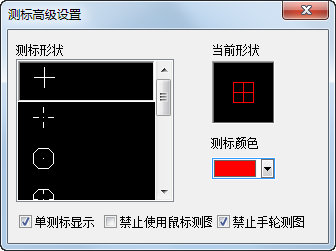 测标高级设置
测标形状
当前形状
测标颜色
单测标显示
禁止使用鼠标测图
禁止手轮测图